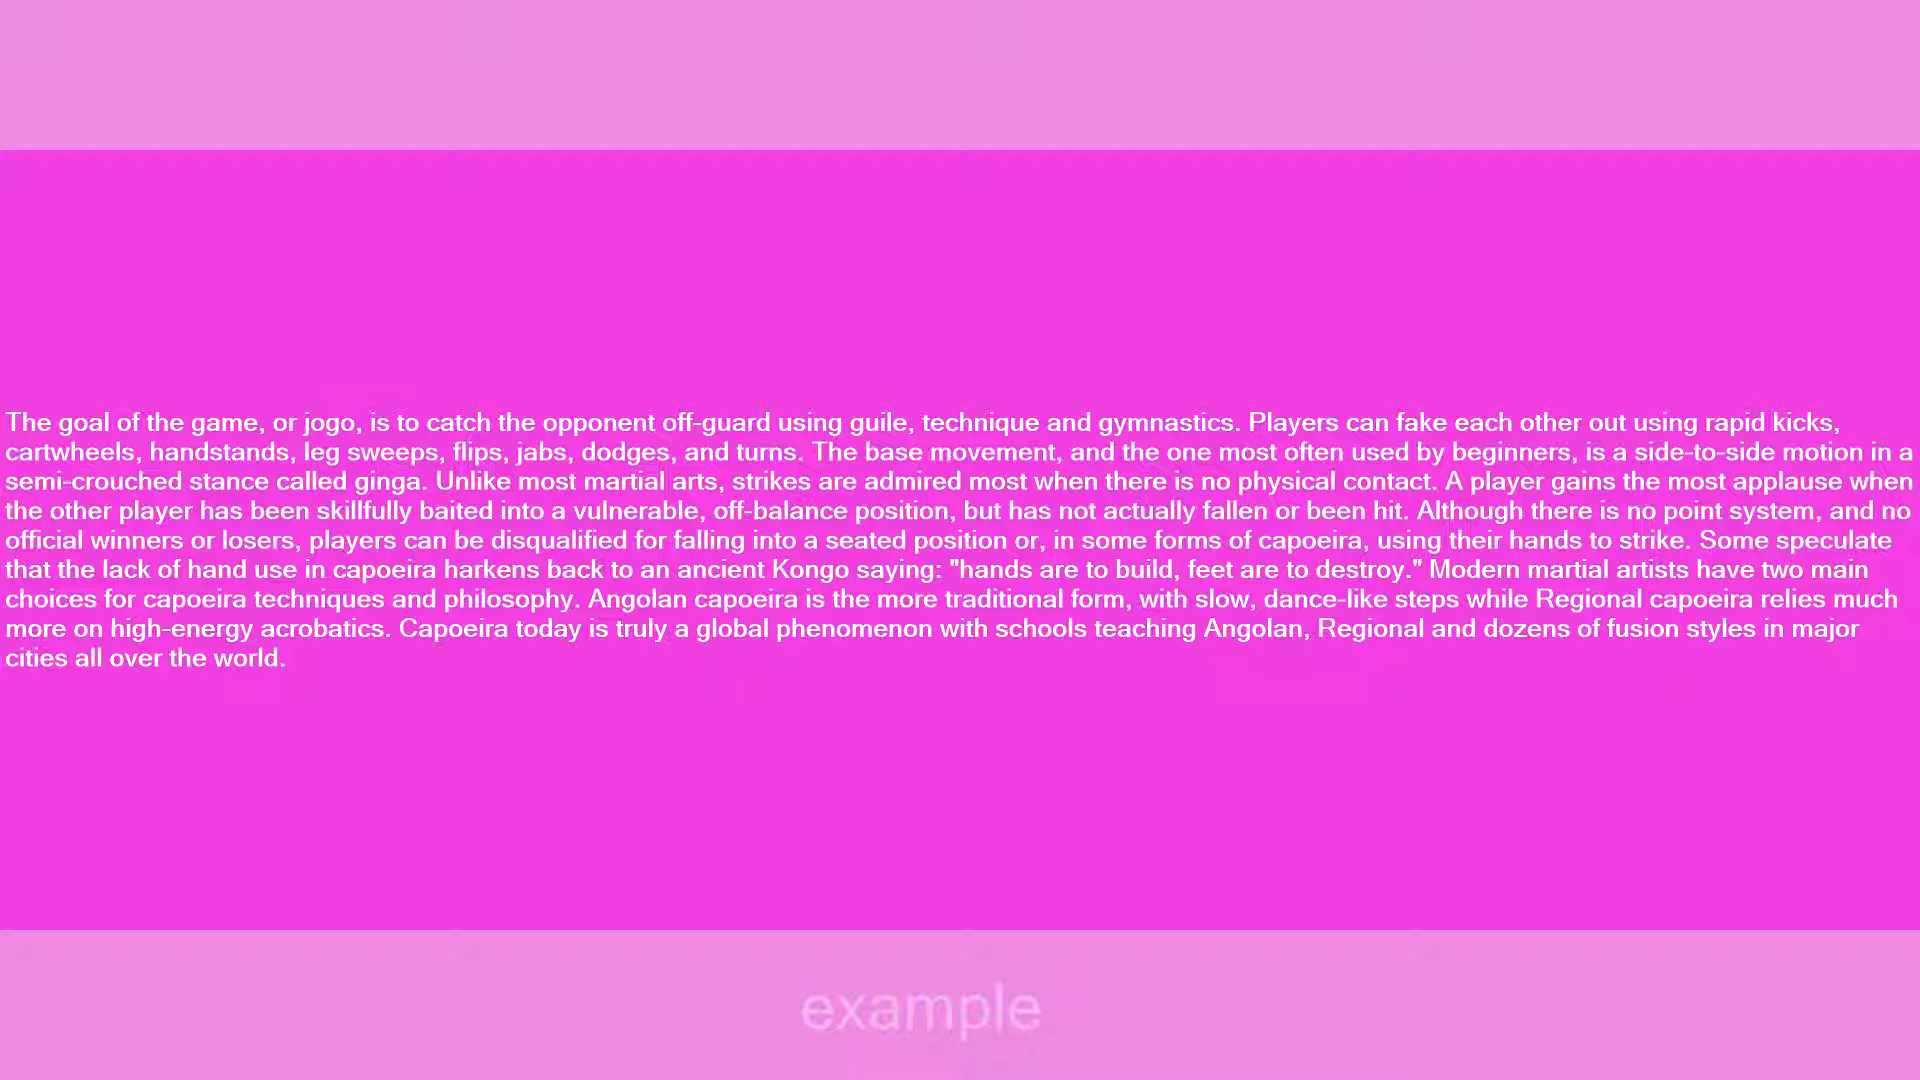 The goal of the game, or jogo, is to catch the opponent off-guard using guile, technique and gymnastics. Players can fake each other out using rapid kicks,
cartwheels, handstands, leg sweeps, flips, jabs, dodges, and turns. The base movement, and the one most often used by beginners, is a side-to-side motion in a
semi-crouched stance called ginga. Unlike most martial arts, strikes are admired most when there is no physical contact. A player gains the most applause when
the other player has been skillfully baited into a vulnerable, off-balance position, but has not actually fallen or been hit. Although there is no point system, and no
official winners or losers, players can be disqualified for falling into a seated position or, in some forms of capoeira, using their hands to strike. Some speculate
that the lack of hand use in capoeira harkens back to an ancient Kongo saying: "hands are to build, feet are to destroy." Modern martial artists have two main
choices for capoeira techniques and philosophy. Angolan capoeira is the more traditional form, with slow, dance-like steps while Regional capoeira relies much
more on high-energy acrobatics. Capoeira today is truly a global phenomenon with schools teaching Angolan, Regional and dozens of fusion styles in major
cities all over the world.
example